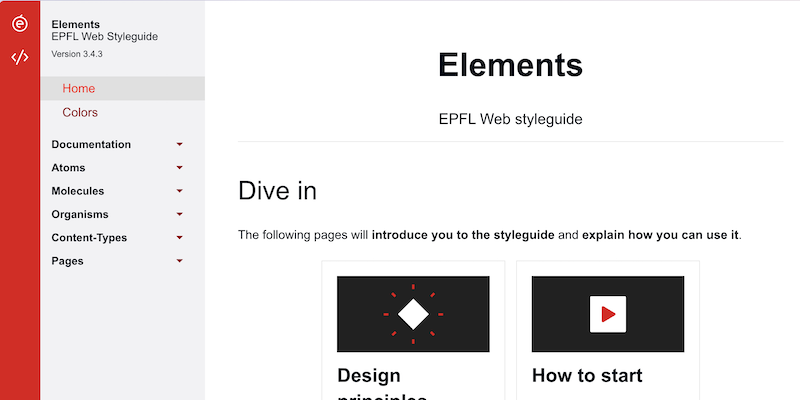 Elements
EPFL Web Styleguide
Version 3.4.3
Home
Colors
Documentation
Atoms
Molecules
Organisms
Content-Types
Pages
Elements
EPFL Web styleguide
Dive in
The following pages will introduce you to the styleguide and explain how you can use it.
Design
principles
How to start